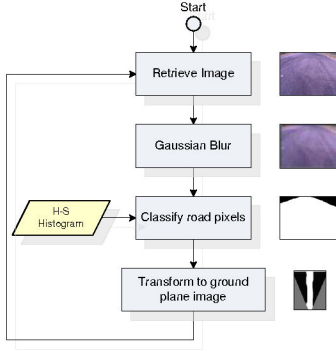 Start
Retrieve Image
Gaussian Blur
H-S
Histogram
Classify road pixels
Transform to ground
plane image